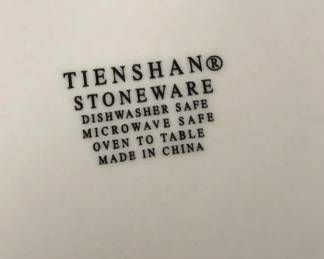 TIENSHAN®
STONEWARE
DISHWASHER SAFE
MICROWAVE SAFE
OVEN TO TABLE
MADE IN CHINA